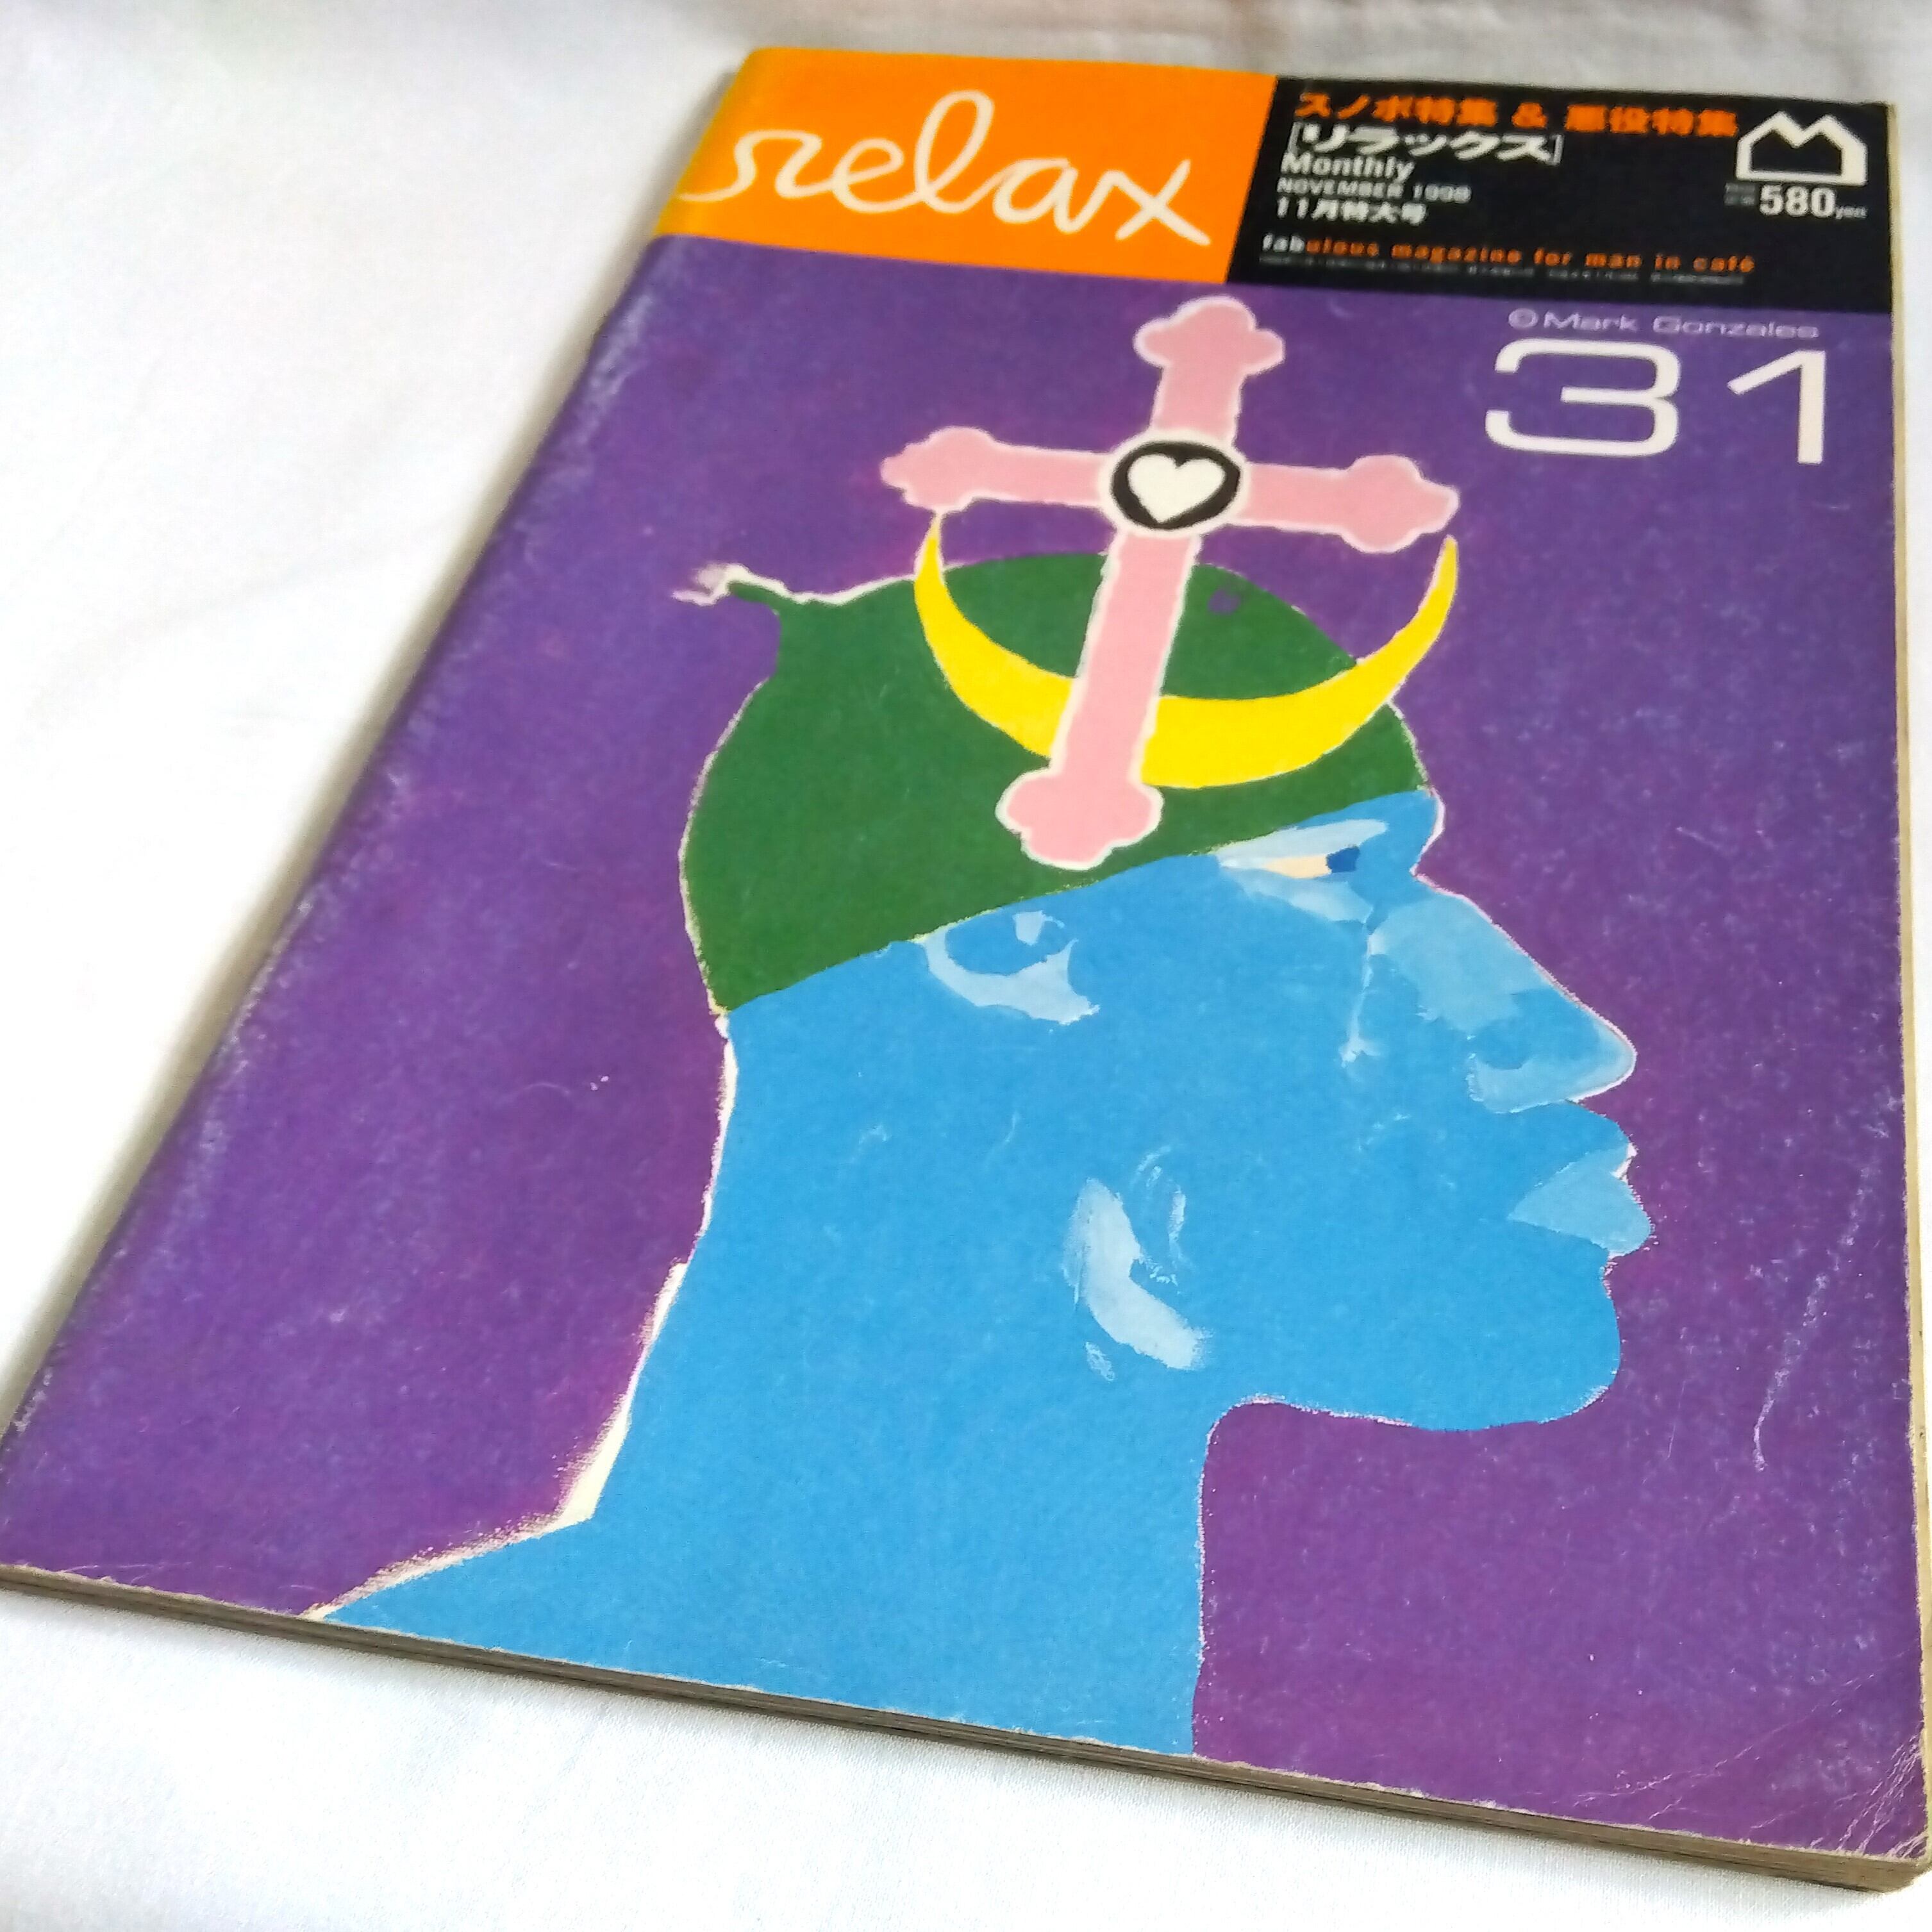 relax
スノボ特集 & 悪役特集
[リラックス]
Monthly
NOVEMBER 1998
11月特大号
580yen
fabulous magazine for man in café
©Mark Gonzales
31